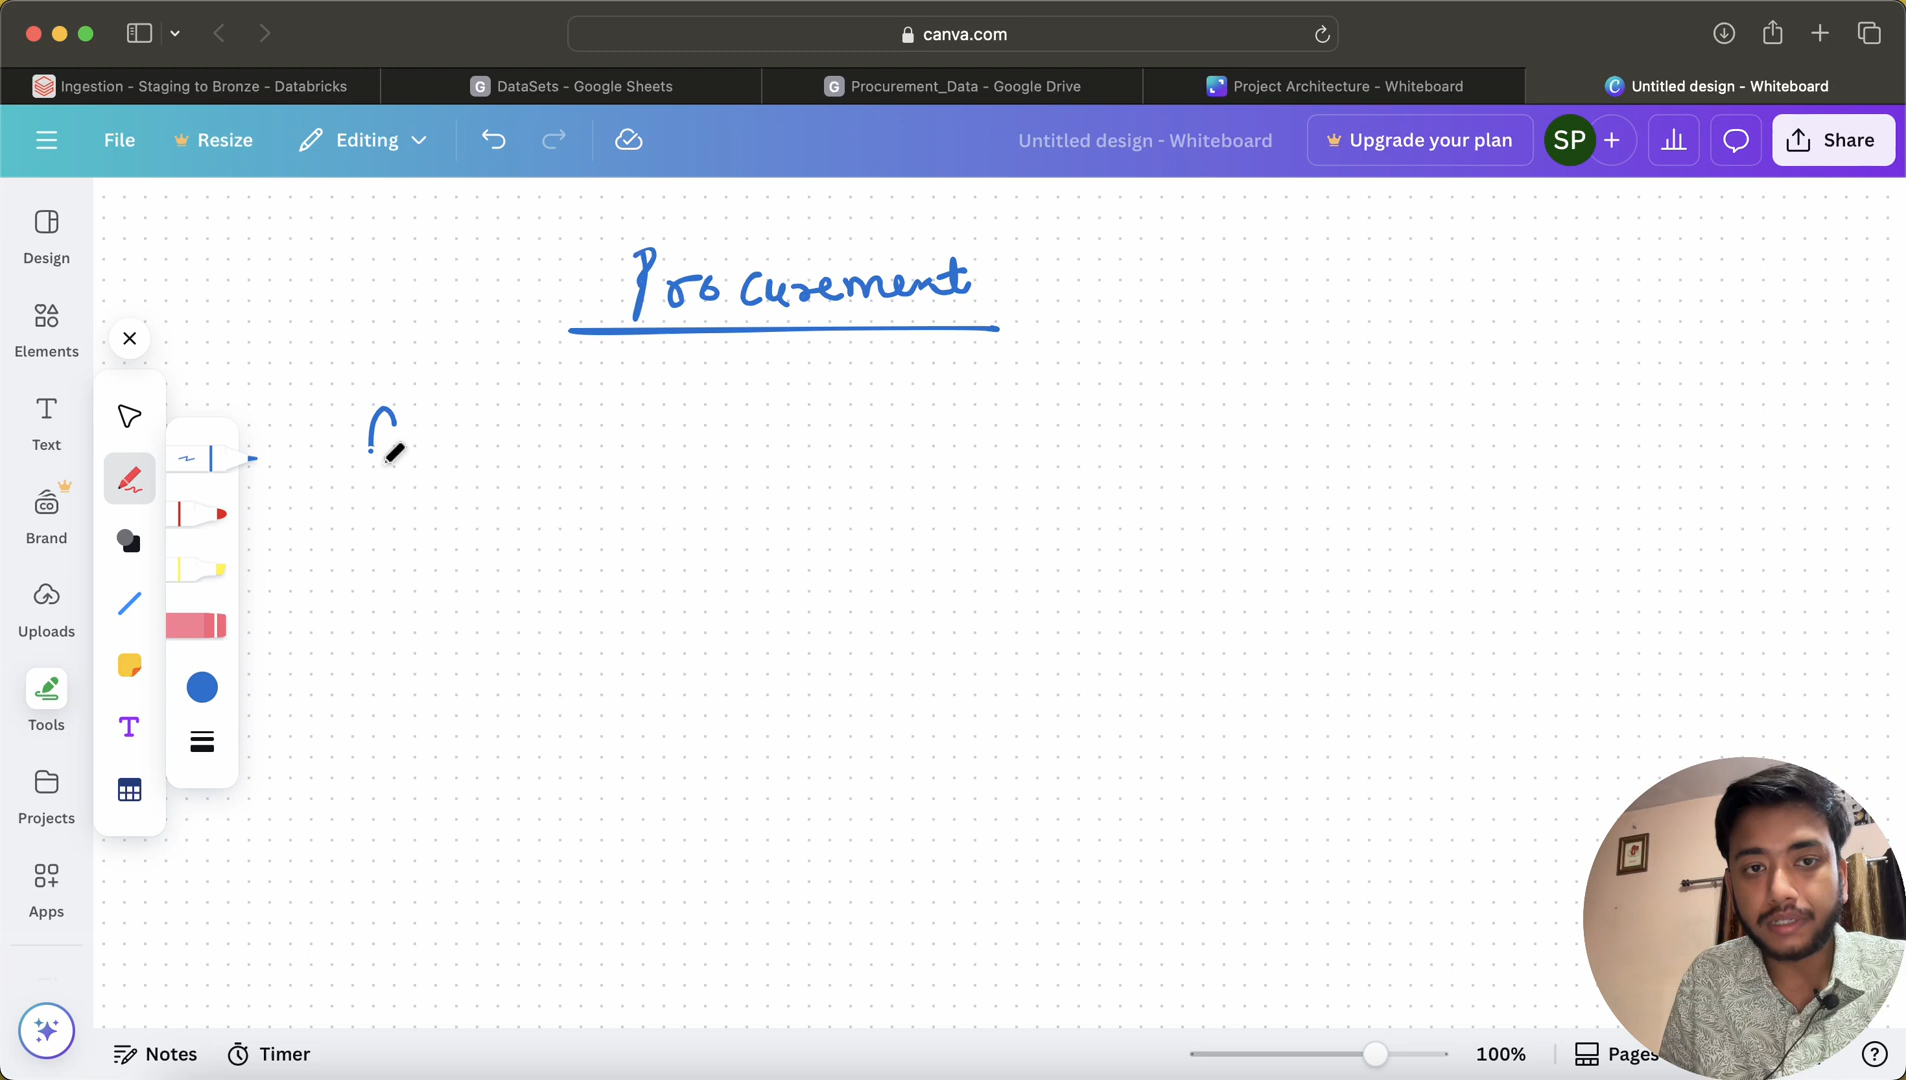 canva.com
Ingestion - Staging to Bronze - Databricks
DataSets - Google Sheets
Procurement_Data - Google Drive
Project Architecture - Whiteboard
Untitled design - Whiteboard
File
Resize
Editing
Untitled design - Whiteboard
Upgrade your plan
SP
Share
Design
Elements
Text
Brand
Uploads
Tools
Projects
Apps
Procurement
Notes
Timer
100%
Pages